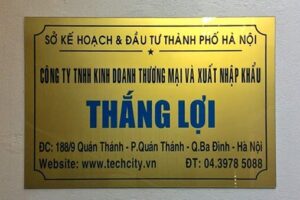 SỞ KẾ HOẠCH & ĐẦU TƯ THÀNH PHỐ HÀ NỘI
CÔNG TY TNHH KINH DOANH THƯƠNG MẠI VÀ XUẤT NHẬP KHẨU
THẮNG LỢI
ĐC: 188/9 Quán Thánh - P.Quán Thánh - Q.Ba Đình - Hà Nội
Website: www.techcity.vn ĐT: 04.3978 5088